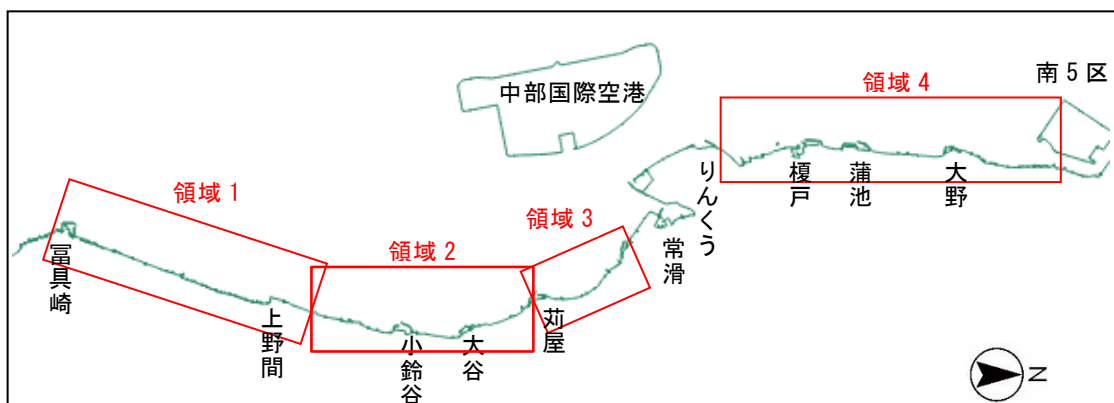 南5区
領域4
中部国際空港
榎戸
蒲池
大野
りんくう
領域1
領域3
常滑
領域2
冨具崎
上野間
小鈴谷
大谷
苅屋
N